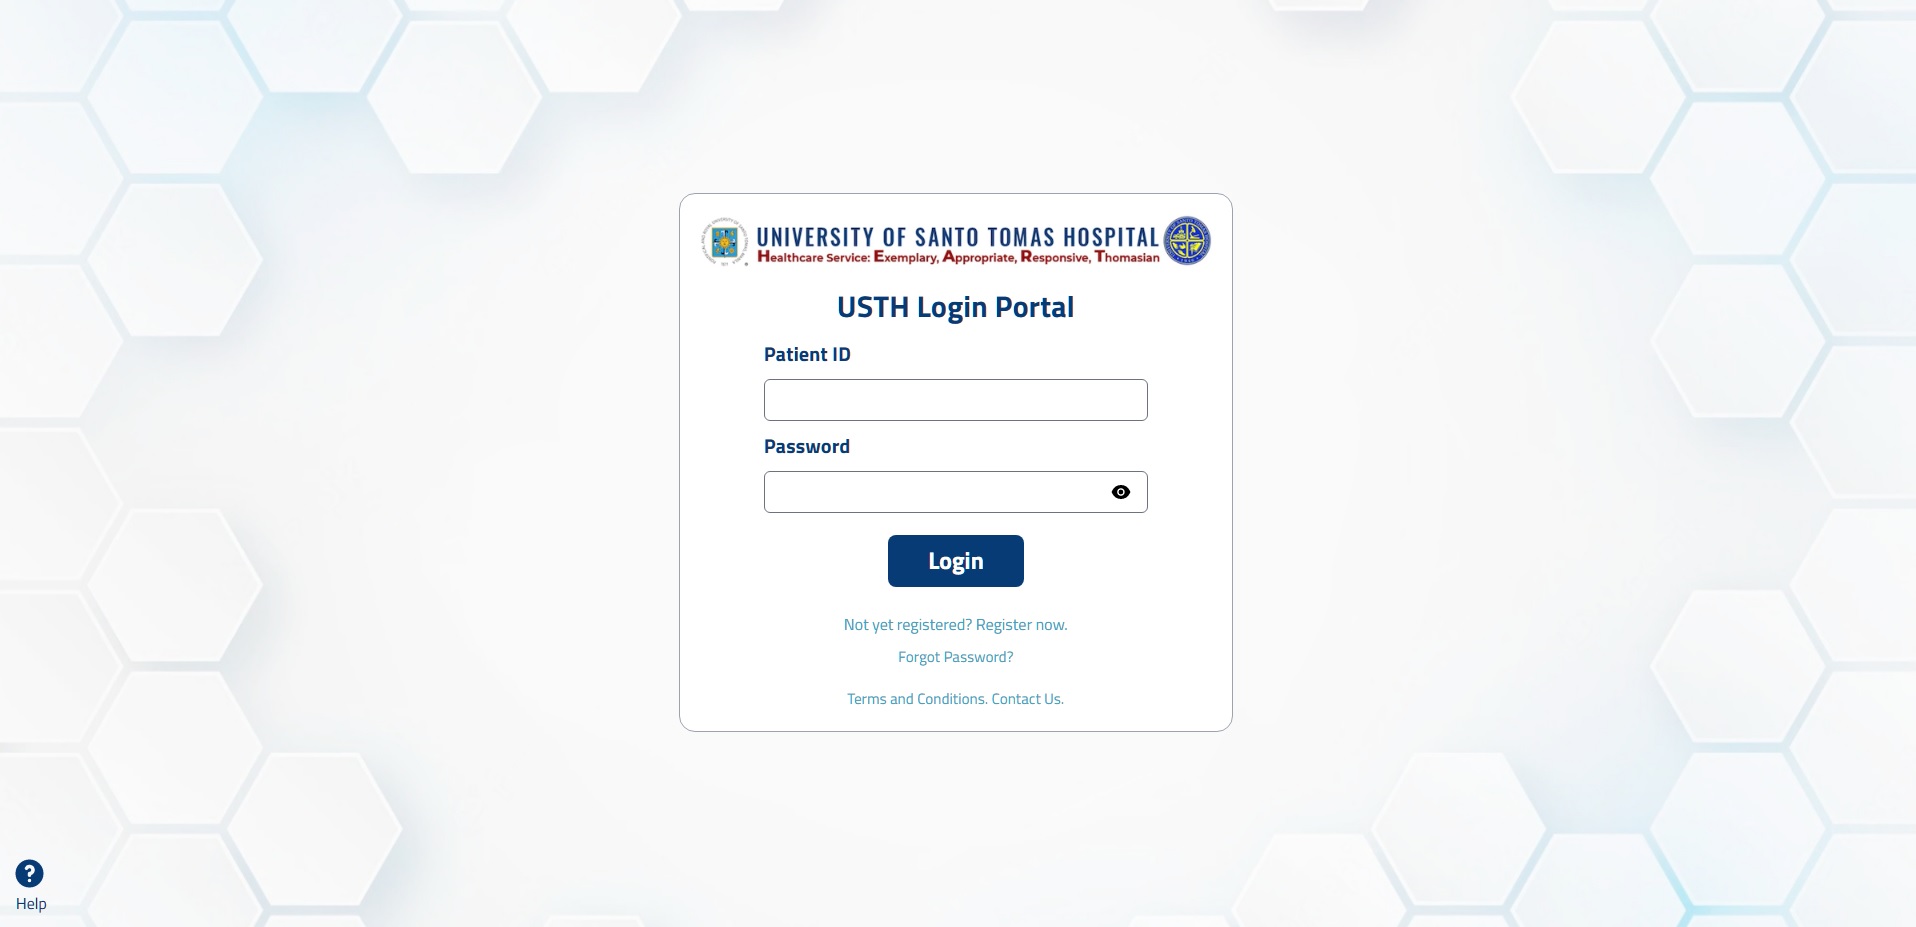 UNIVERSITY OF SANTO TOMAS HOSPITAL
Healthcare Service: Exemplary, Appropriate, Responsive, Thomasian
USTH Login Portal
Patient ID
Password
Login
Not yet registered? Register now.
Forgot Password?
Terms and Conditions. Contact Us.
?
Help